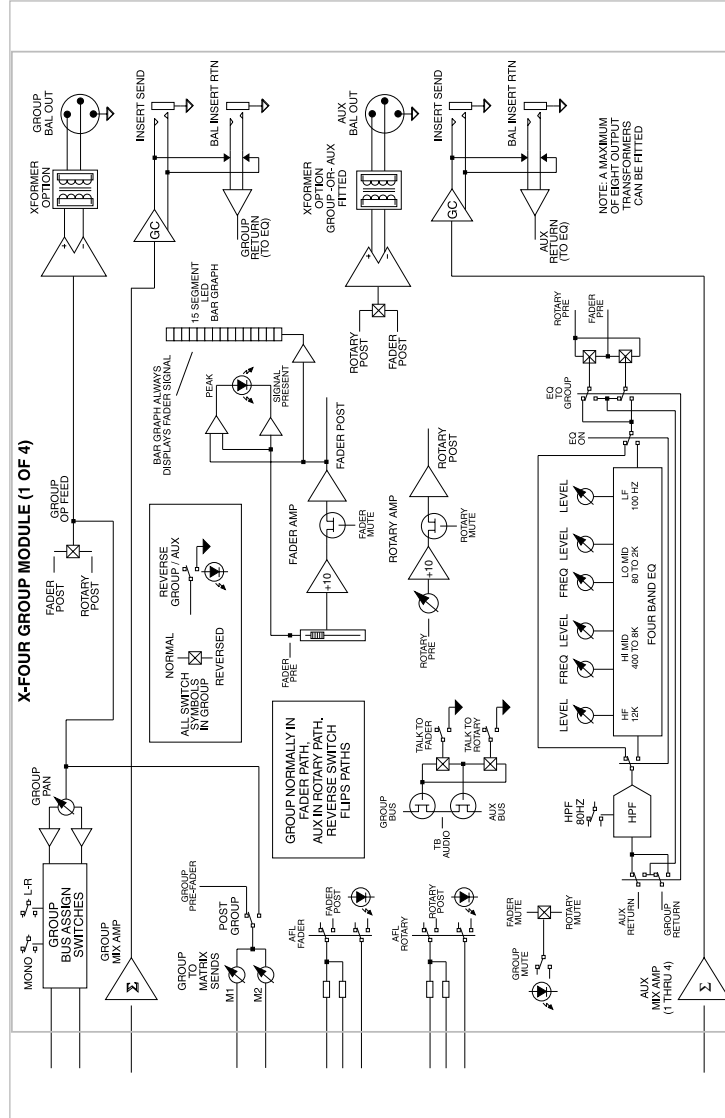 X-FOUR GROUP MODULE (1 OF 4)
MONO
L-R
GROUP
BUS ASSIGN
SWITCHES
GROUP
PAN
FADER
POST
ROTARY
POST
GROUP
OP FEED
+
–
XFORMER
OPTION
GROUP
BAL OUT
GROUP
MIX AMP
Σ
GC
INSERT SEND
BAL INSERT RTN
GROUP
RETURN
(TO EQ)
GROUP
TO
MATRIX
SENDS
M1
M2
GROUP
PRE-FADER
POST
GROUP
NORMAL
REVERSED
ALL SWITCH
SYMBOLS
IN GROUP
REVERSE
GROUP / AUX
BAR GRAPH ALWAYS
DISPLAYS FADER SIGNAL
15 SEGMENT
LED
BAR GRAPH
PEAK
SIGNAL
PRESENT
GROUP NORMALLY IN
FADER PATH,
AUX IN ROTARY PATH.
REVERSE SWITCH
FLIPS PATHS
FADER
PRE
+10
FADER AMP
FADER
MUTE
FADER POST
ROTARY
PRE
+10
ROTARY AMP
ROTARY
MUTE
ROTARY
POST
ROTARY
POST
FADER
POST
+
–
XFORMER
OPTION
GROUP -OR- AUX
FITTED
AUX
BAL OUT
AFL
FADER
FADER
POST
AFL
ROTARY
ROTARY
POST
GROUP
BUS
TB
AUDIO
AUX
BUS
TALK TO
FADER
TALK TO
ROTARY
GROUP
MUTE
FADER
MUTE
ROTARY
MUTE
GC
INSERT SEND
BAL INSERT RTN
AUX
RETURN
(TO EQ)
NOTE: A MAXIMUM
OF EIGHT OUTPUT
TRANSFORMERS
CAN BE FITTED
AUX
RETURN
GROUP
RETURN
HPF
80HZ
HPF
LEVEL
FREQ
LEVEL
FREQ
LEVEL
LEVEL
HF
12K
HI MID
400 TO 8K
LO MID
80 TO 2K
LF
100 HZ
FOUR BAND EQ
EQ
ON
EQ
TO
GROUP
ROTARY
PRE
FADER
PRE
AUX
MIX AMP
(1 THRU 4)
Σ